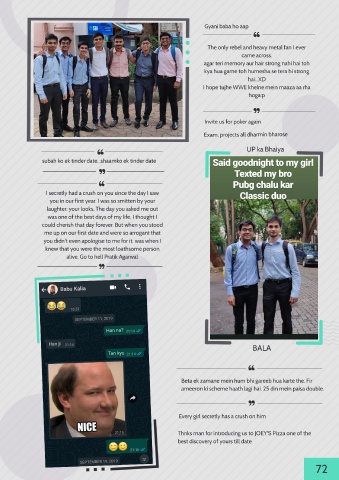 Gyani baba ho aap
❝
The only rebel and heavy metal fan I ever
came across.
agar teri memory aur hair strong nahi hai toh
kya hua game toh humesha se tera hi strong
hai..XD
I hope tujhe WWE khelne mein maaza aa rha
hoga:p
❞
Invite us for poker again
Exam, projects all dharmin bharose
❝
subah ko ek tinder date, shaamko ek tinder date
❞
❝
I secretly had a crush on you since the day I saw
you in our first year. I was so smitten by your
laughter, your looks. The day you asked me out
was one of the best days of my life. I thought I
could cherish that day forever. But when you stood
me up on our first date and were so arrogant that
you didn't even apologise to me for it, was when I
knew that you were the most loathsome person
alive. Go to hell Pratik Agarwal
❞
UP ka Bhaiya
Said goodnight to my girl
Texted my bro
Pubg chalu kar
Classic duo
BALA
Babu Kalia
😂😂
SEPTEMBER 11, 2019
Han na?
Han ji
Tan kya
NICE
😄😄
❝
Beta ek zamane mein hum bhi gareeb hua karte the. Fir
ameeron ki scheme haath lagi hai. 25 din mein paisa double
❞
Every girl secretly has a crush on him
Thnks man for introducing us to JOEY'S Pizza one of the
best discovery of yours till date
72